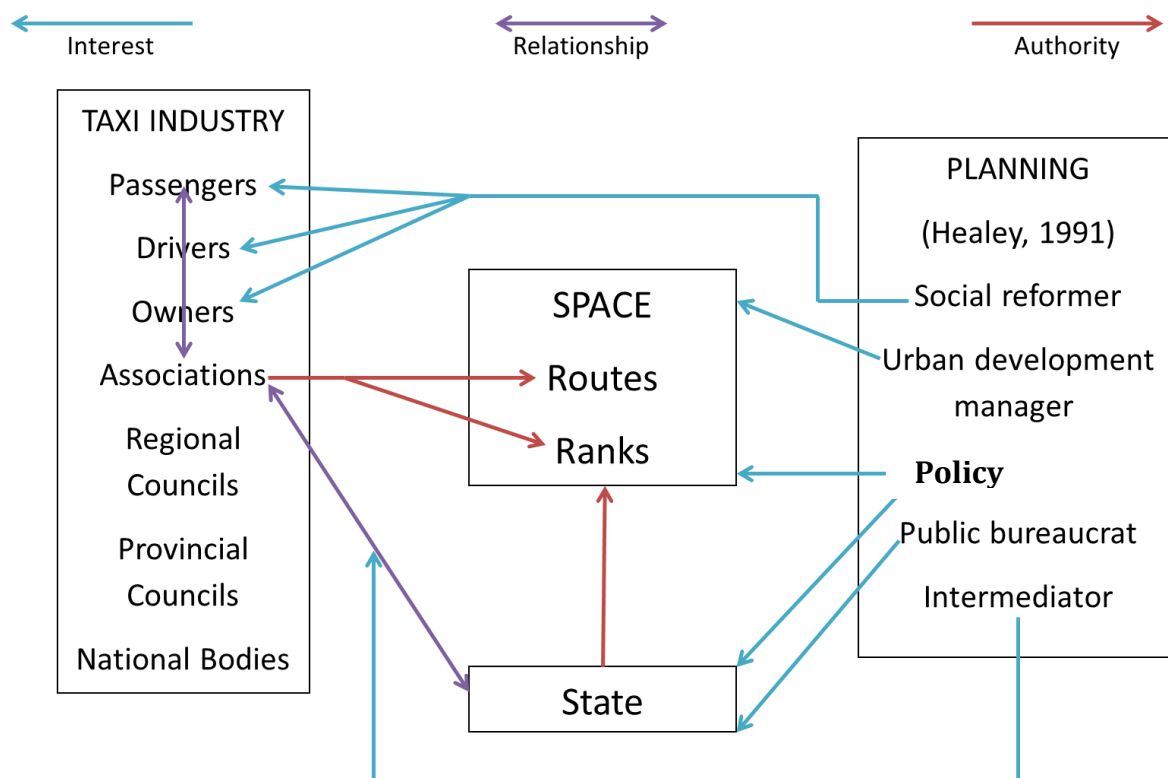 Interest
Relationship
Authority
TAXI INDUSTRY
Passengers
Drivers
Owners
Associations
Regional
Councils
Provincial
Councils
National Bodies
SPACE
Routes
Ranks
State
PLANNING
(Healey, 1991)
Social reformer
Urban development
manager
Policy
Public bureaucrat
Intermediator